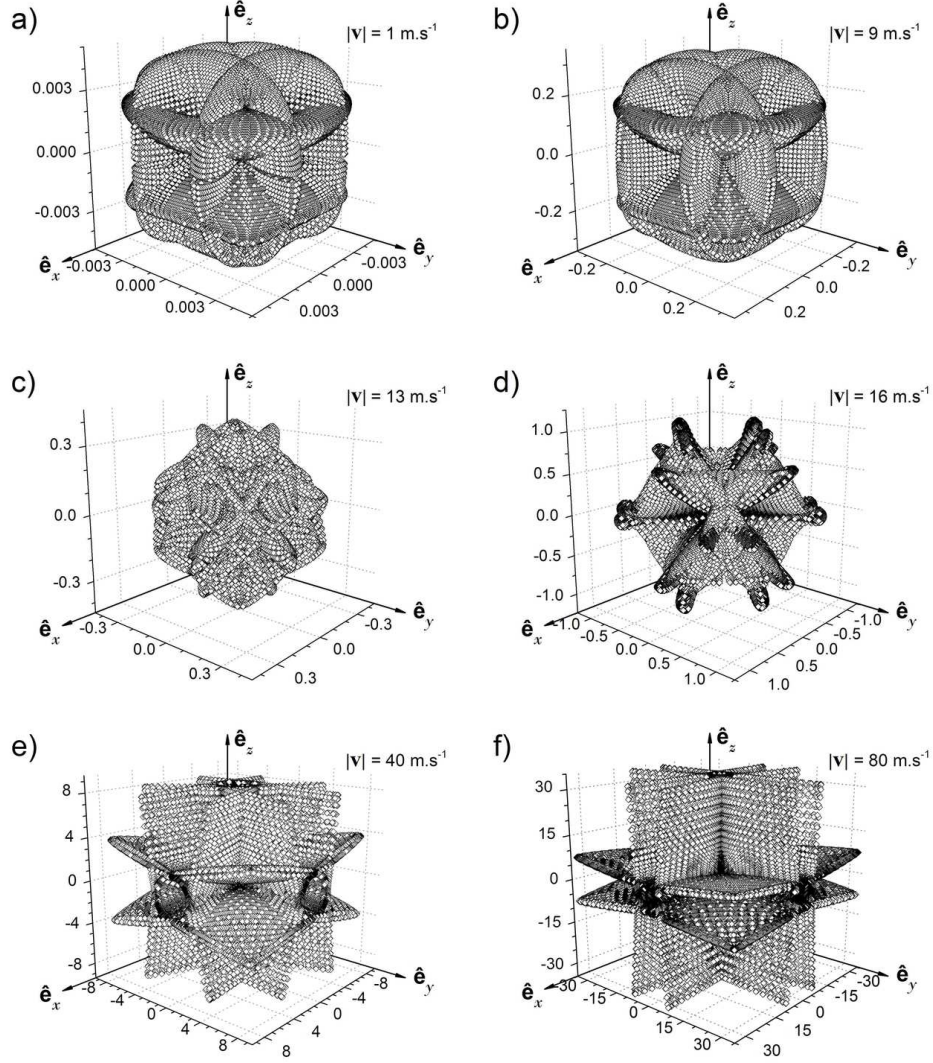 a)
ê_z
|v| = 1 m.s⁻¹
0.003
0.000
-0.003
ê_x
-0.003
0.000
0.003
ê_y
-0.003
0.000
0.003
b)
ê_z
|v| = 9 m.s⁻¹
0.2
0.0
-0.2
ê_x
-0.2
0.0
0.2
ê_y
-0.2
0.0
0.2
c)
ê_z
|v| = 13 m.s⁻¹
0.3
0.0
-0.3
ê_x
-0.3
0.0
0.3
ê_y
-0.3
0.0
0.3
d)
ê_z
|v| = 16 m.s⁻¹
1.0
0.5
0.0
-0.5
-1.0
ê_x
-1.0
-0.5
0.0
0.5
1.0
ê_y
-1.0
-0.5
0.0
0.5
1.0
e)
ê_z
|v| = 40 m.s⁻¹
8
4
0
-4
-8
ê_x
-8
-4
0
4
8
ê_y
-8
-4
0
4
8
f)
ê_z
|v| = 80 m.s⁻¹
30
15
0
-15
-30
ê_x
-30
-15
0
15
30
ê_y
-30
-15
0
15
30